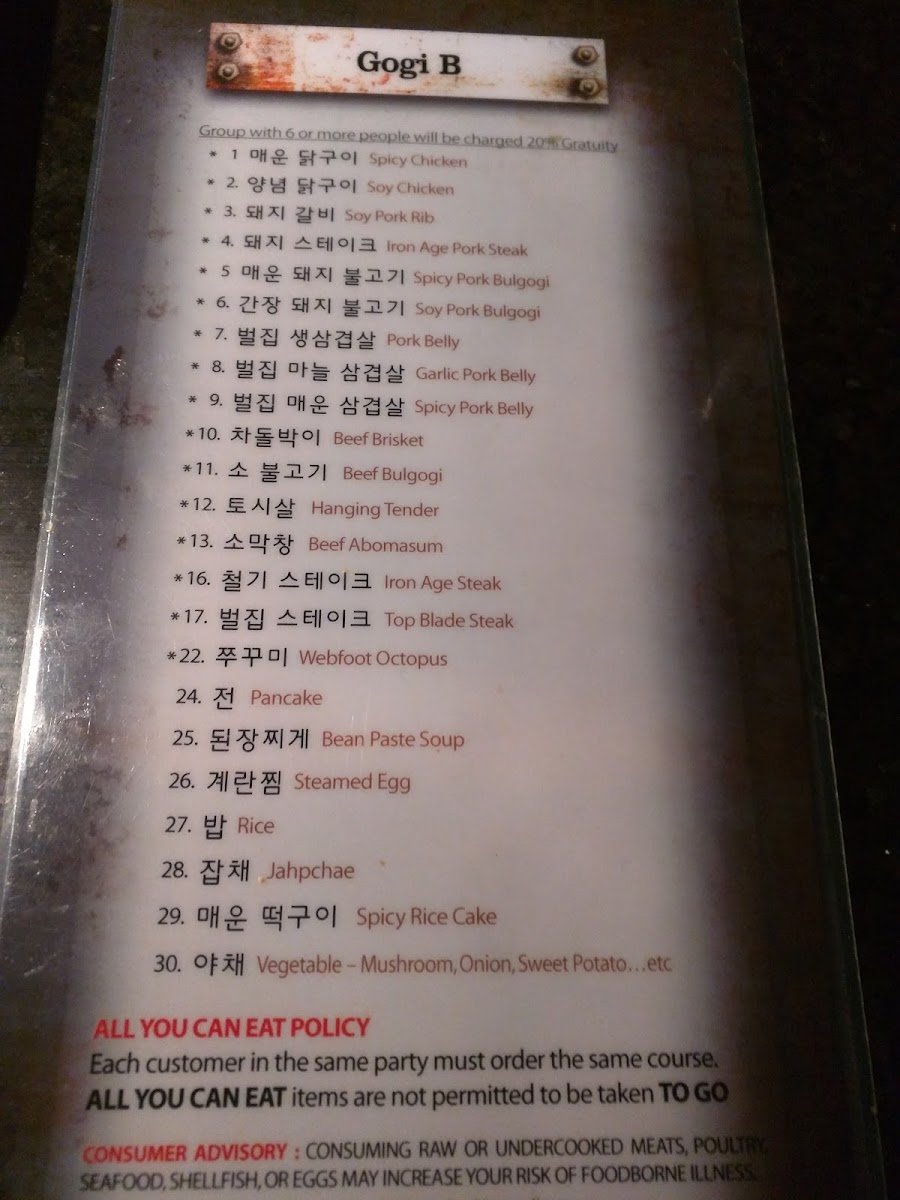 Gogi B
Group with 6 or more people will be charged 20% Gratuity
* 1 매운 닭구이 Spicy Chicken
* 2. 양념 닭구이 Soy Chicken
* 3. 돼지 갈비 Soy Pork Rib
* 4. 돼지 스테이크 Iron Age Pork Steak
* 5 매운 돼지 불고기 Spicy Pork Bulgogi
* 6. 간장 돼지 불고기 Soy Pork Bulgogi
* 7. 벌집 생삼겹살 Pork Belly
* 8. 벌집 마늘 삼겹살 Garlic Pork Belly
* 9. 벌집 매운 삼겹살 Spicy Pork Belly
*10. 차돌박이 Beef Brisket
*11. 소 불고기 Beef Bulgogi
*12. 토시살 Hanging Tender
*13. 소막창 Beef Abomasum
*16. 철기 스테이크 Iron Age Steak
*17. 벌집 스테이크 Top Blade Steak
*22. 쭈꾸미 Webfoot Octopus
24. 전 Pancake
25. 된장찌게 Bean Paste Soup
26. 계란찜 Steamed Egg
27. 밥 Rice
28. 잡채 Jahpchae
29. 매운 떡구이 Spicy Rice Cake
30. 야채 Vegetable – Mushroom, Onion, Sweet Potato...etc
ALL YOU CAN EAT POLICY
Each customer in the same party must order the same course.
ALL YOU CAN EAT items are not permitted to be taken TO GO
CONSUMER ADVISORY : CONSUMING RAW OR UNDERCOOKED MEATS, POULTRY,
SEAFOOD, SHELLFISH, OR EGGS MAY INCREASE YOUR RISK OF FOODBORNE ILLNESS.